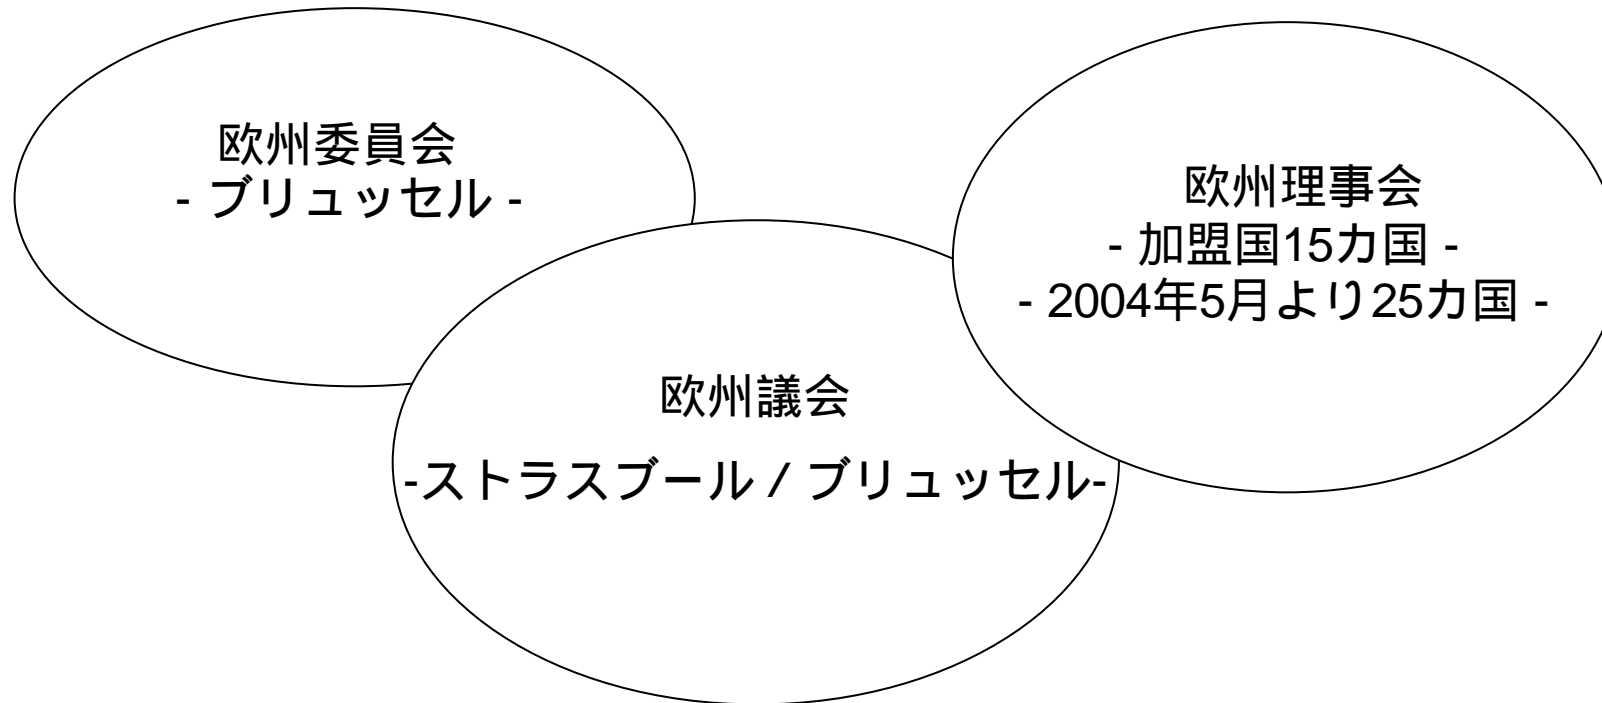 欧州委員会
- ブリュッセル -
欧州理事会
- 加盟国15カ国 -
- 2004年5月より25カ国 -
欧州議会
-ストラスブール / ブリュッセル-